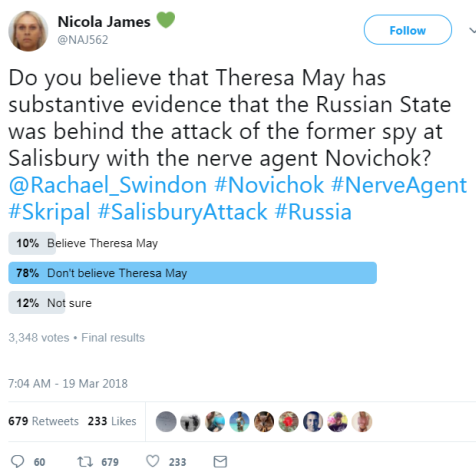 Nicola James 💚
@NAJ562
Follow
Do you believe that Theresa May has
substantive evidence that the Russian State
was behind the attack of the former spy at
Salisbury with the nerve agent Novichok?
@Rachael_Swindon #Novichok #NerveAgent
#Skripal #SalisburyAttack #Russia
10% Believe Theresa May
78% Don't believe Theresa May
12% Not sure
3,348 votes • Final results
7:04 AM - 19 Mar 2018
679 Retweets 233 Likes
60 679 233